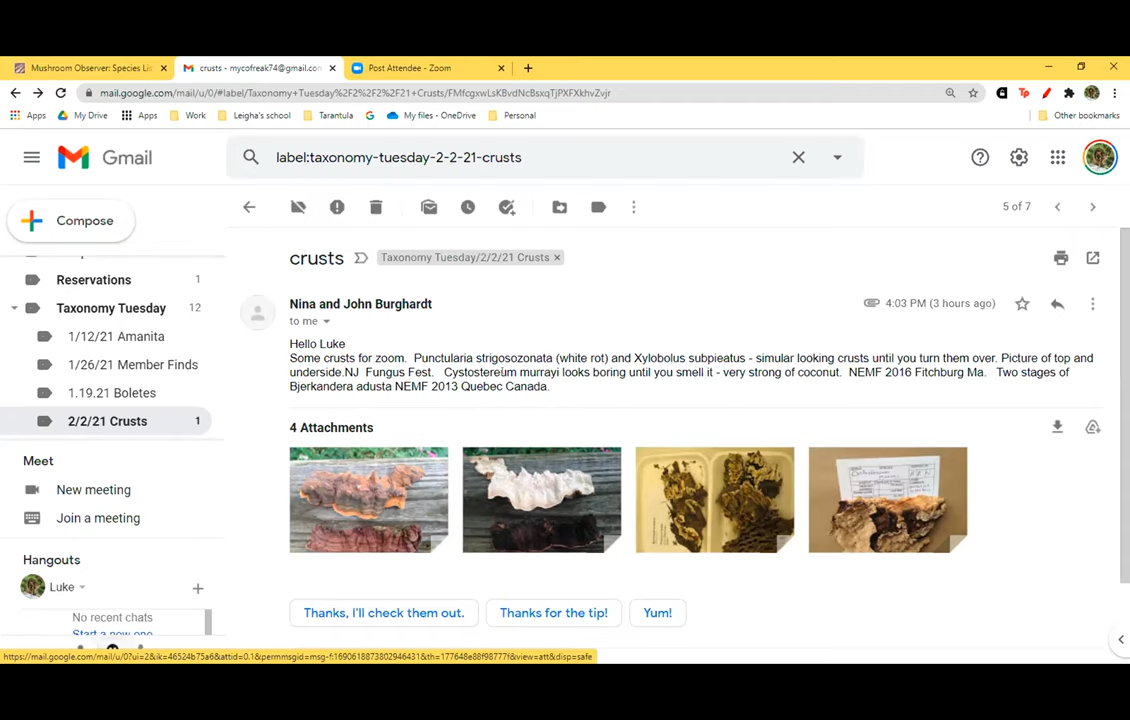 Mushroom Observer: Species Lis
crusts - mycofreak74@gmail.con
Post Attendee - Zoom
mail.google.com/mail/u/0/#label/Taxonomy+Tuesday%2F2%2F2%2F21+Crusts/FMfcgxwLsKBvdNcBsxqTjPXFXkhvZvjr
Apps My Drive Apps Work Leigha's school Tarantula My files - OneDrive Personal Other bookmarks
Gmail
label:taxonomy-tuesday-2-2-21-crusts
Compose
5 of 7
Reservations 1
Taxonomy Tuesday 12
1/12/21 Amanita
1/26/21 Member Finds
1.19.21 Boletes
2/2/21 Crusts 1
Meet
New meeting
Join a meeting
Hangouts
Luke
No recent chats
Start a new one
crusts
Taxonomy Tuesday/2/2/21 Crusts ×
Nina and John Burghardt
4:03 PM (3 hours ago)
to me
Hello Luke
Some crusts for zoom. Punctularia strigosozonata (white rot) and Xylobolus subpieatus - simular looking crusts until you turn them over. Picture of top and
underside.NJ Fungus Fest. Cystostereum murrayi looks boring until you smell it - very strong of coconut. NEMF 2016 Fitchburg Ma. Two stages of
Bjerkandera adusta NEMF 2013 Quebec Canada.
4 Attachments
Thanks, I'll check them out.
Thanks for the tip!
Yum!
https://mail.google.com/mail/u/0?ui=2&ik=46524b75a6&attid=0.1&permmsgid=msg-f:1690618873802946431&th=177648e88f98777f&view=att&disp=safe